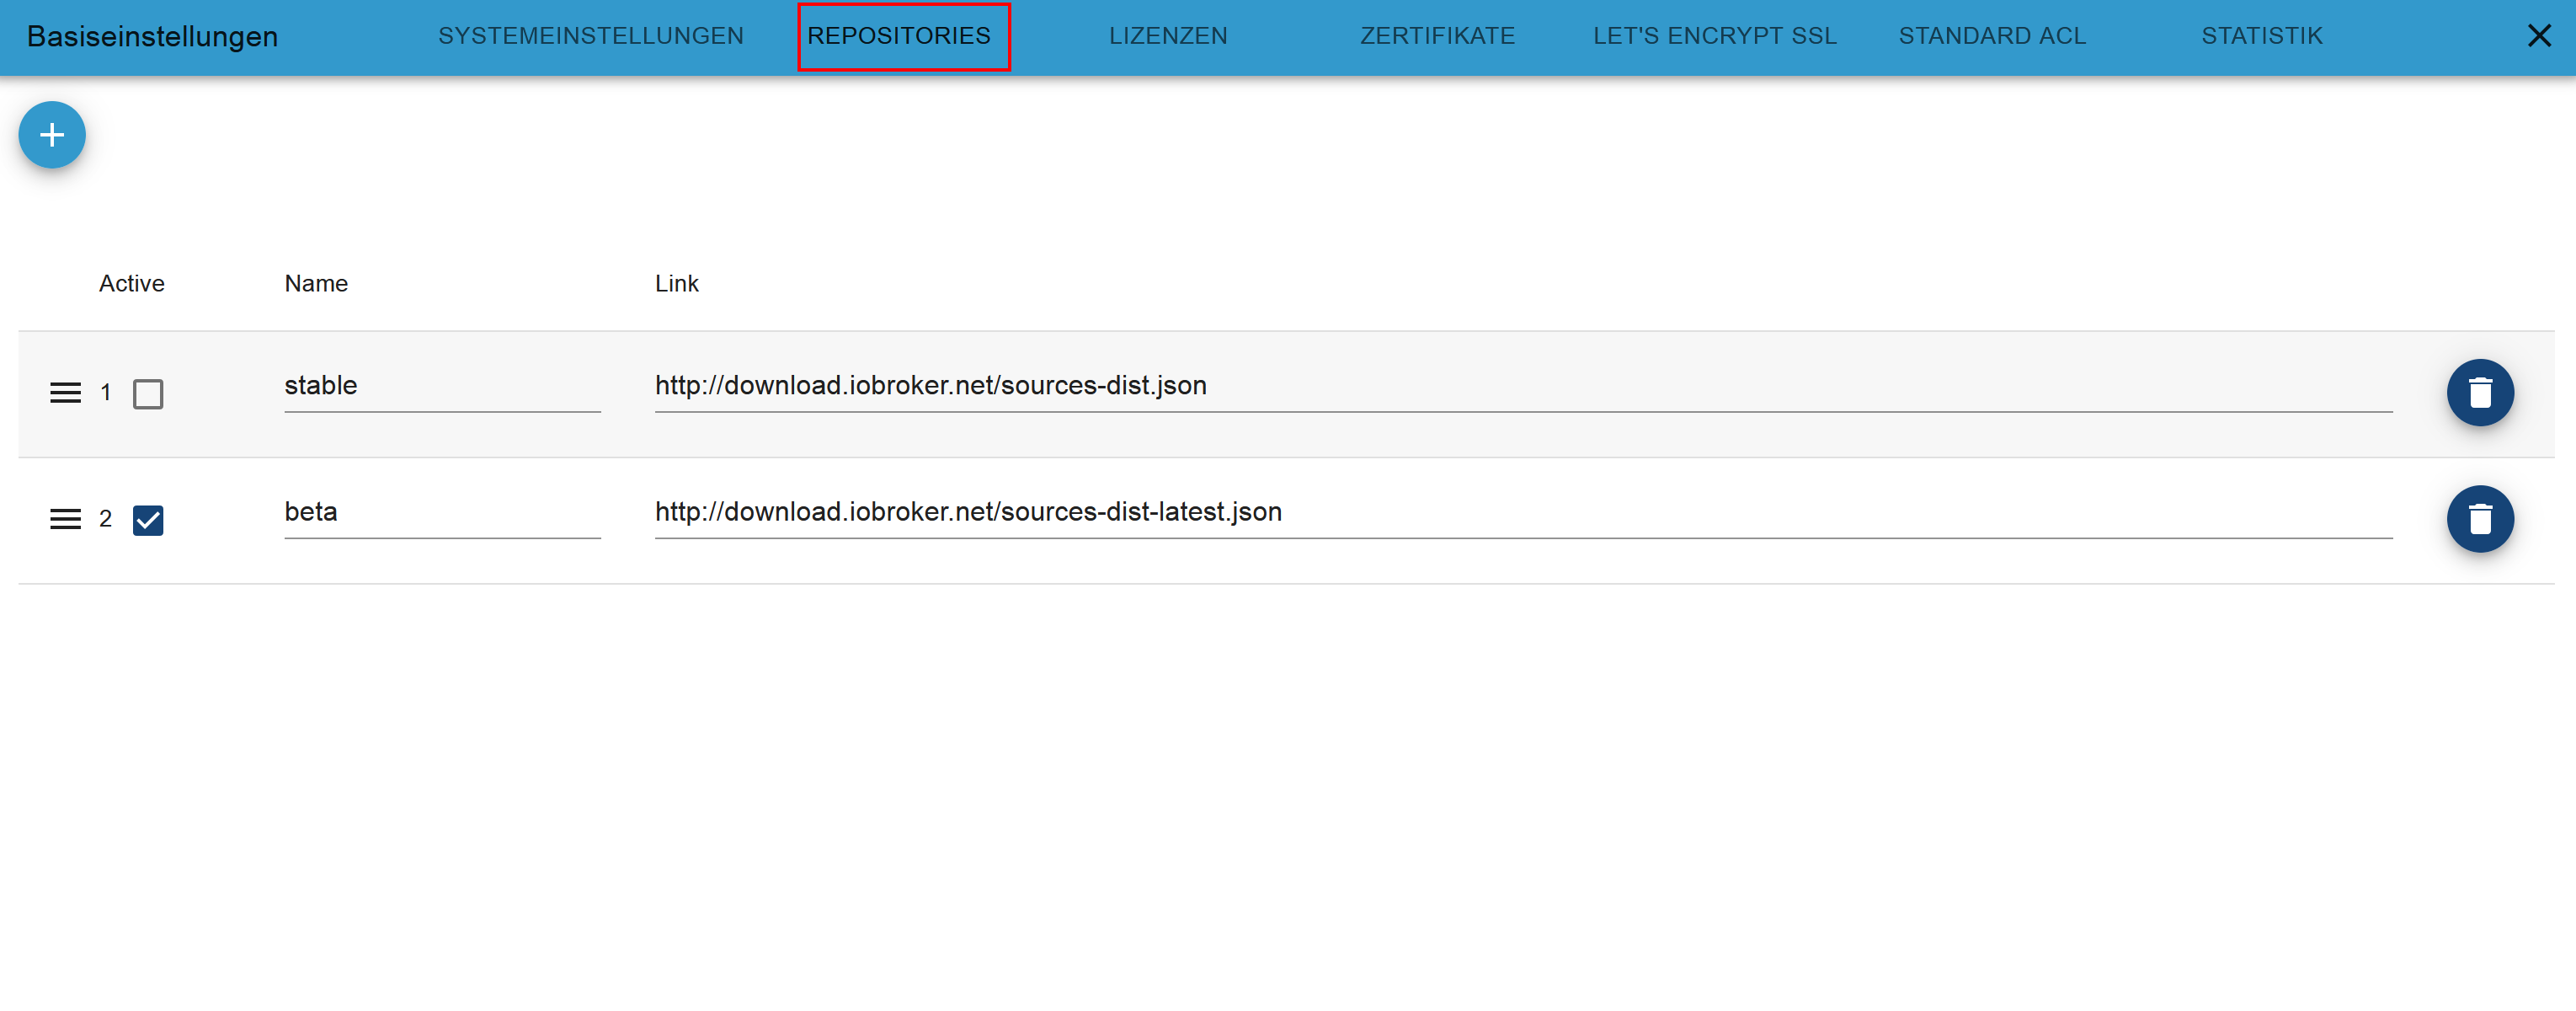 Basiseinstellungen SYSTEMEINSTELLUNGEN REPOSITORIES LIZENZEN ZERTIFIKATE LET'S ENCRYPT SSL STANDARD ACL STATISTIK
Active Name Link
1 stable http://download.iobroker.net/sources-dist.json
2 beta http://download.iobroker.net/sources-dist-latest.json